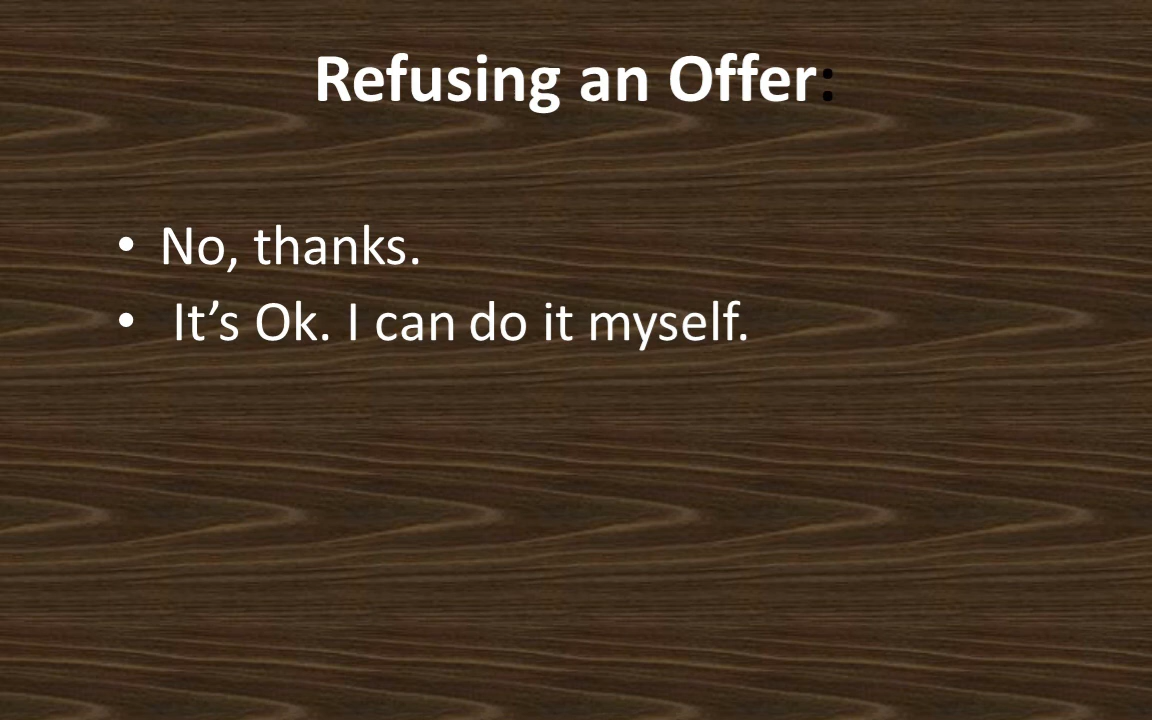 Refusing an Offer:
• No, thanks.
• It’s Ok. I can do it myself.